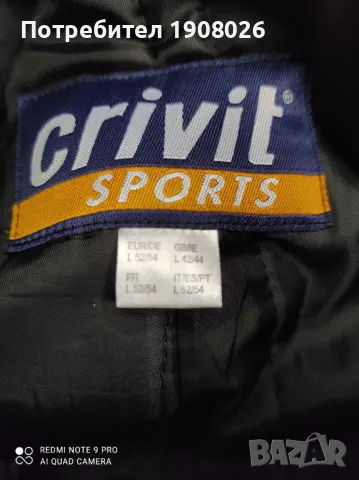 Потребител 1908026
crivit®
SPORTS
EUR/DE GB/IE
L 52/54 L 42/44
FR IT/ES/PT
L 52/54 L 52/54
REDMI NOTE 9 PRO
AI QUAD CAMERA
BAZAR